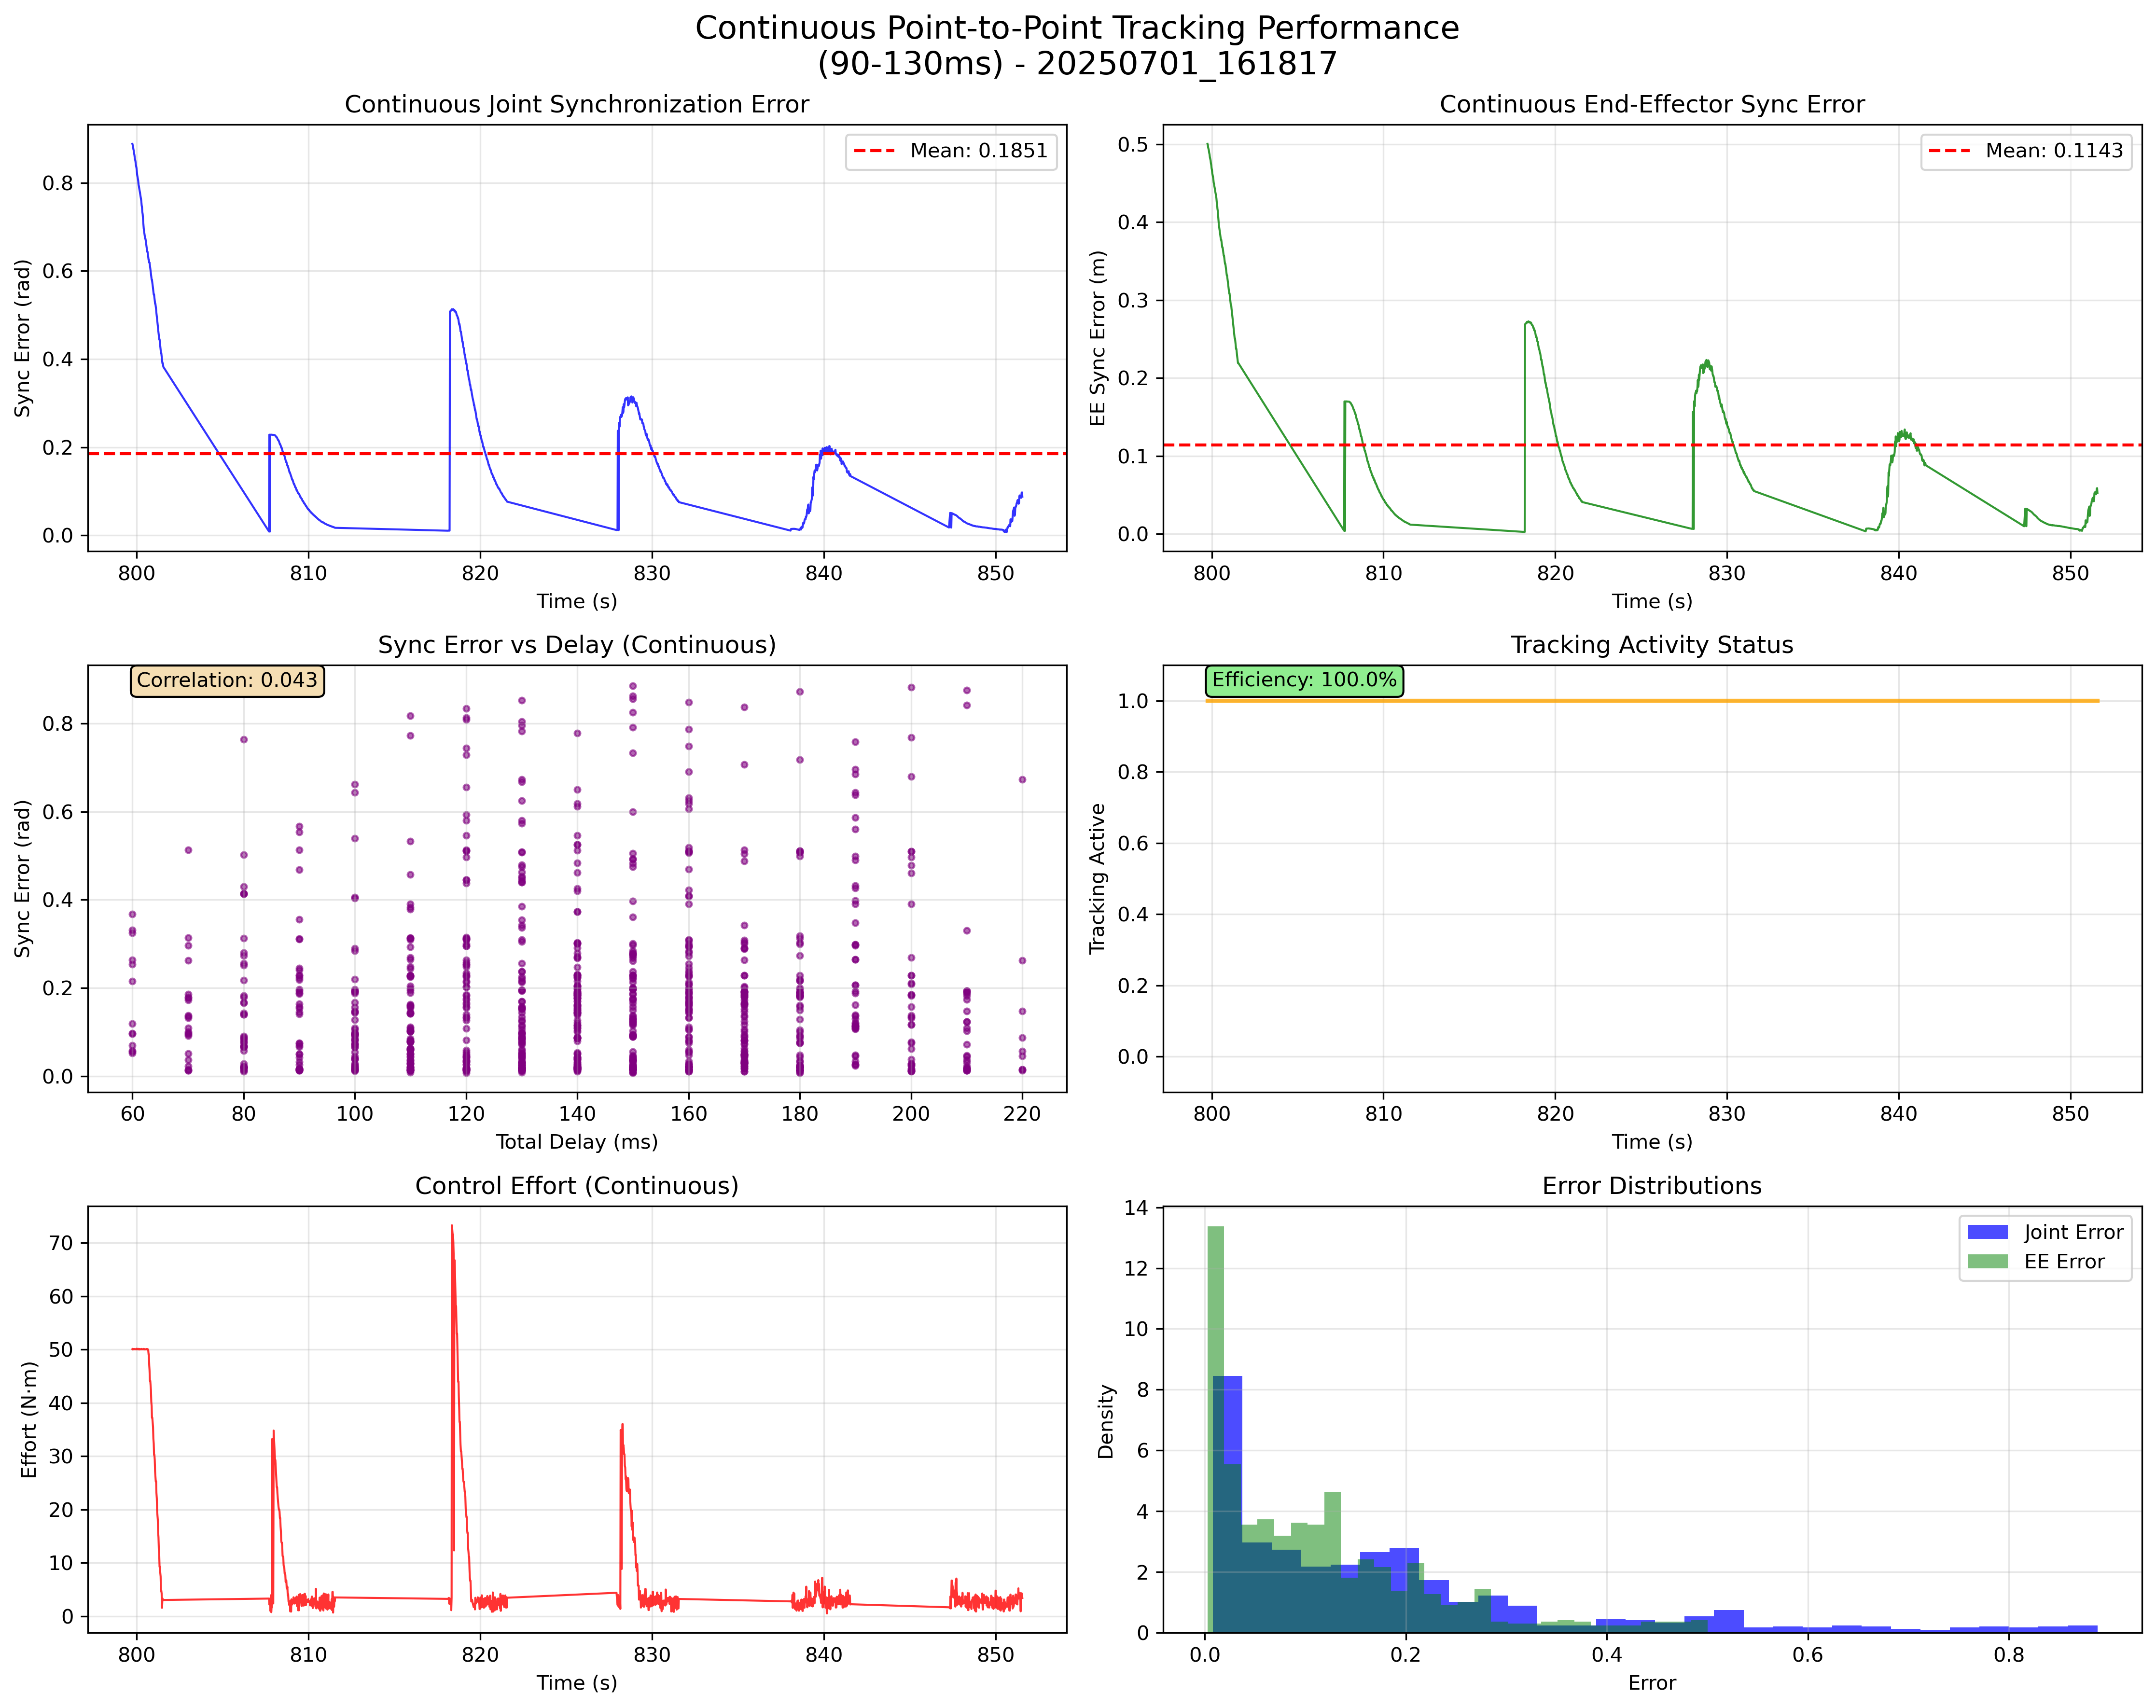 Continuous Point-to-Point Tracking Performance
(90-130ms) - 20250701_161817
Continuous Joint Synchronization Error
Mean: 0.1851
Sync Error (rad)
0.8
0.6
0.4
0.2
0.0
800 810 820 830 840 850
Time (s)
Continuous End-Effector Sync Error
Mean: 0.1143
EE Sync Error (m)
0.5
0.4
0.3
0.2
0.1
0.0
800 810 820 830 840 850
Time (s)
Sync Error vs Delay (Continuous)
Correlation: 0.043
Sync Error (rad)
0.8
0.6
0.4
0.2
0.0
60 80 100 120 140 160 180 200 220
Total Delay (ms)
Tracking Activity Status
Efficiency: 100.0%
Tracking Active
1.0
0.8
0.6
0.4
0.2
0.0
800 810 820 830 840 850
Time (s)
Control Effort (Continuous)
Effort (N·m)
70
60
50
40
30
20
10
0
800 810 820 830 840 850
Time (s)
Error Distributions
Joint Error
EE Error
Density
14
12
10
8
6
4
2
0
0.0 0.2 0.4 0.6 0.8
Error